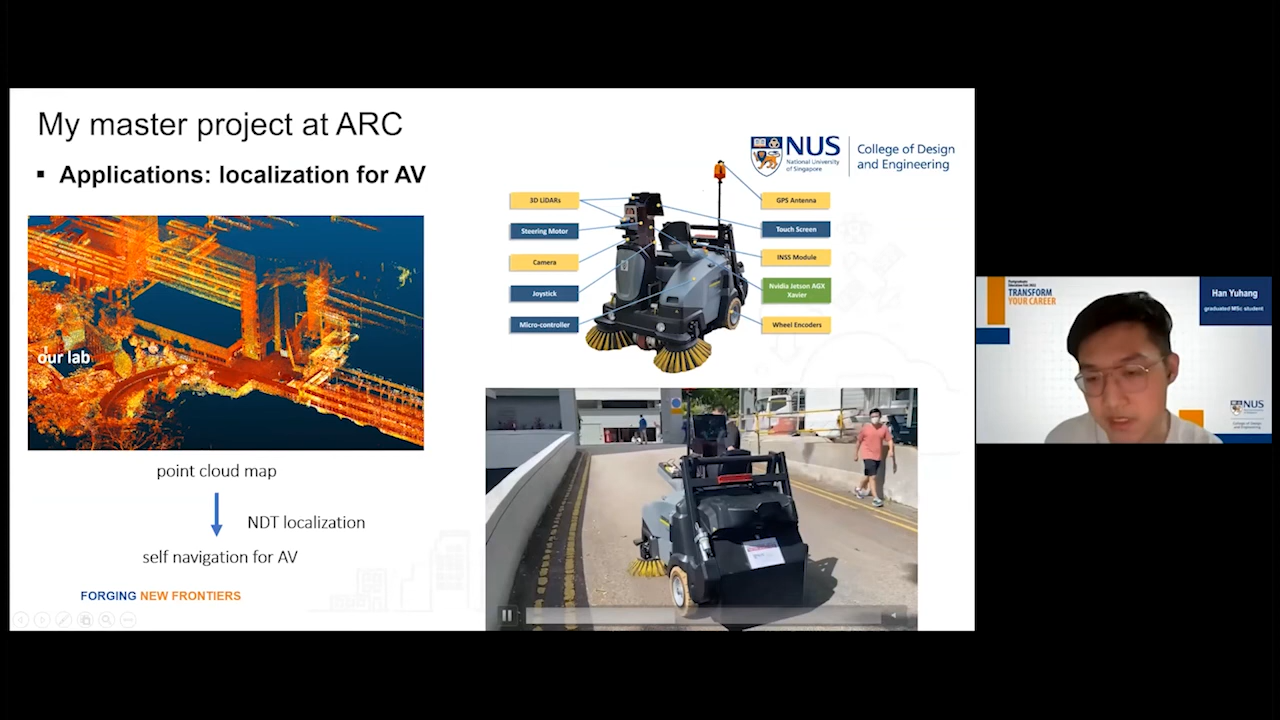 My master project at ARC
▪ Applications: localization for AV
NUS
National University
of Singapore
College of Design
and Engineering
our lab
point cloud map
NDT localization
self navigation for AV
FORGING NEW FRONTIERS
3D LiDARs
Steering Motor
Camera
Joystick
Micro-controller
GPS Antenna
Touch Screen
INSS Module
Nvidia Jetson AGX
Xavier
Wheel Encoders
TRANSFORM
YOUR CAREER
Han Yuhang
graduated MSc student
NUS